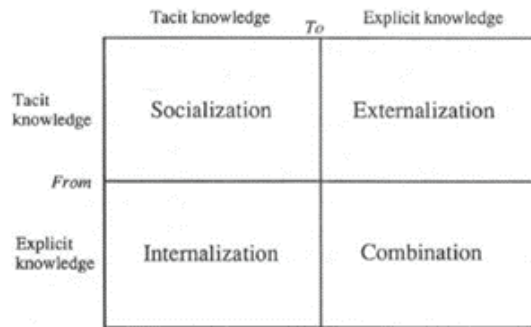 Tacit knowledge To Explicit knowledge
Tacit
knowledge
Socialization Externalization
From
Explicit
knowledge
Internalization Combination